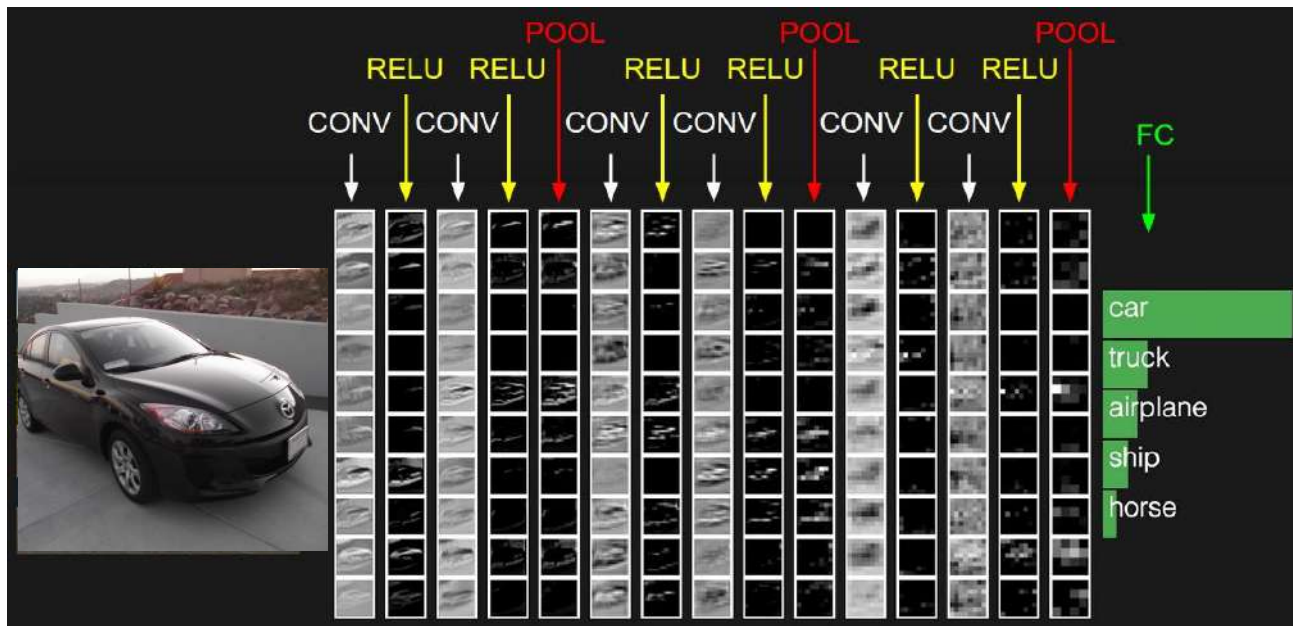 POOL POOL POOL
RELU RELU RELU RELU RELU RELU
CONV CONV CONV CONV CONV CONV
FC
car
truck
airplane
ship
horse